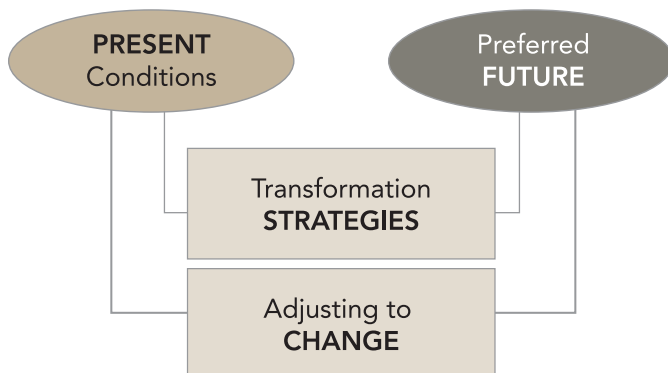 PRESENT
Conditions
Preferred
FUTURE
Transformation
STRATEGIES
Adjusting to
CHANGE